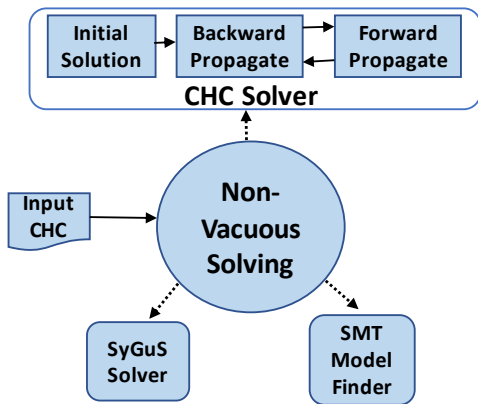 Initial
Solution
Backward
Propagate
Forward
Propagate
CHC Solver
Non-
Vacuous
Solving
Input
CHC
SyGuS
Solver
SMT
Model
Finder